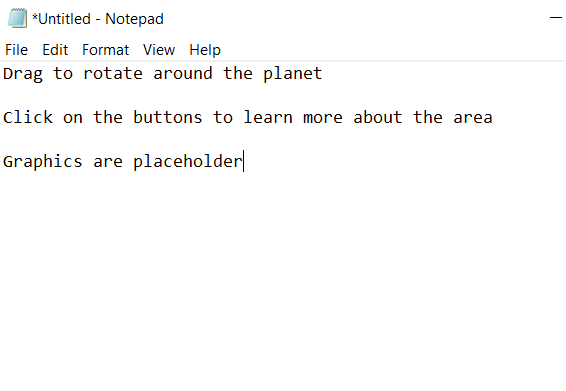 *Untitled - Notepad
File Edit Format View Help
Drag to rotate around the planet
Click on the buttons to learn more about the area
Graphics are placeholder